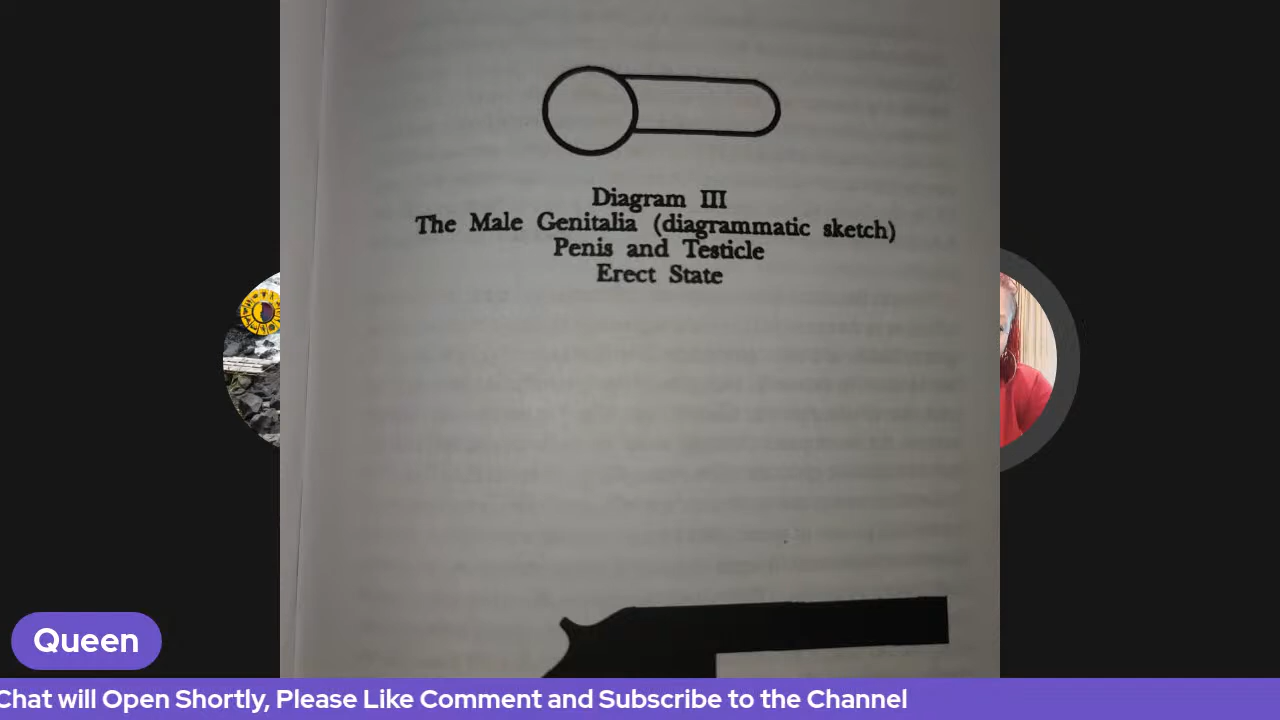 Diagram III
The Male Genitalia (diagrammatic sketch)
Penis and Testicle
Erect State
Queen
Chat will Open Shortly, Please Like Comment and Subscribe to the Channel